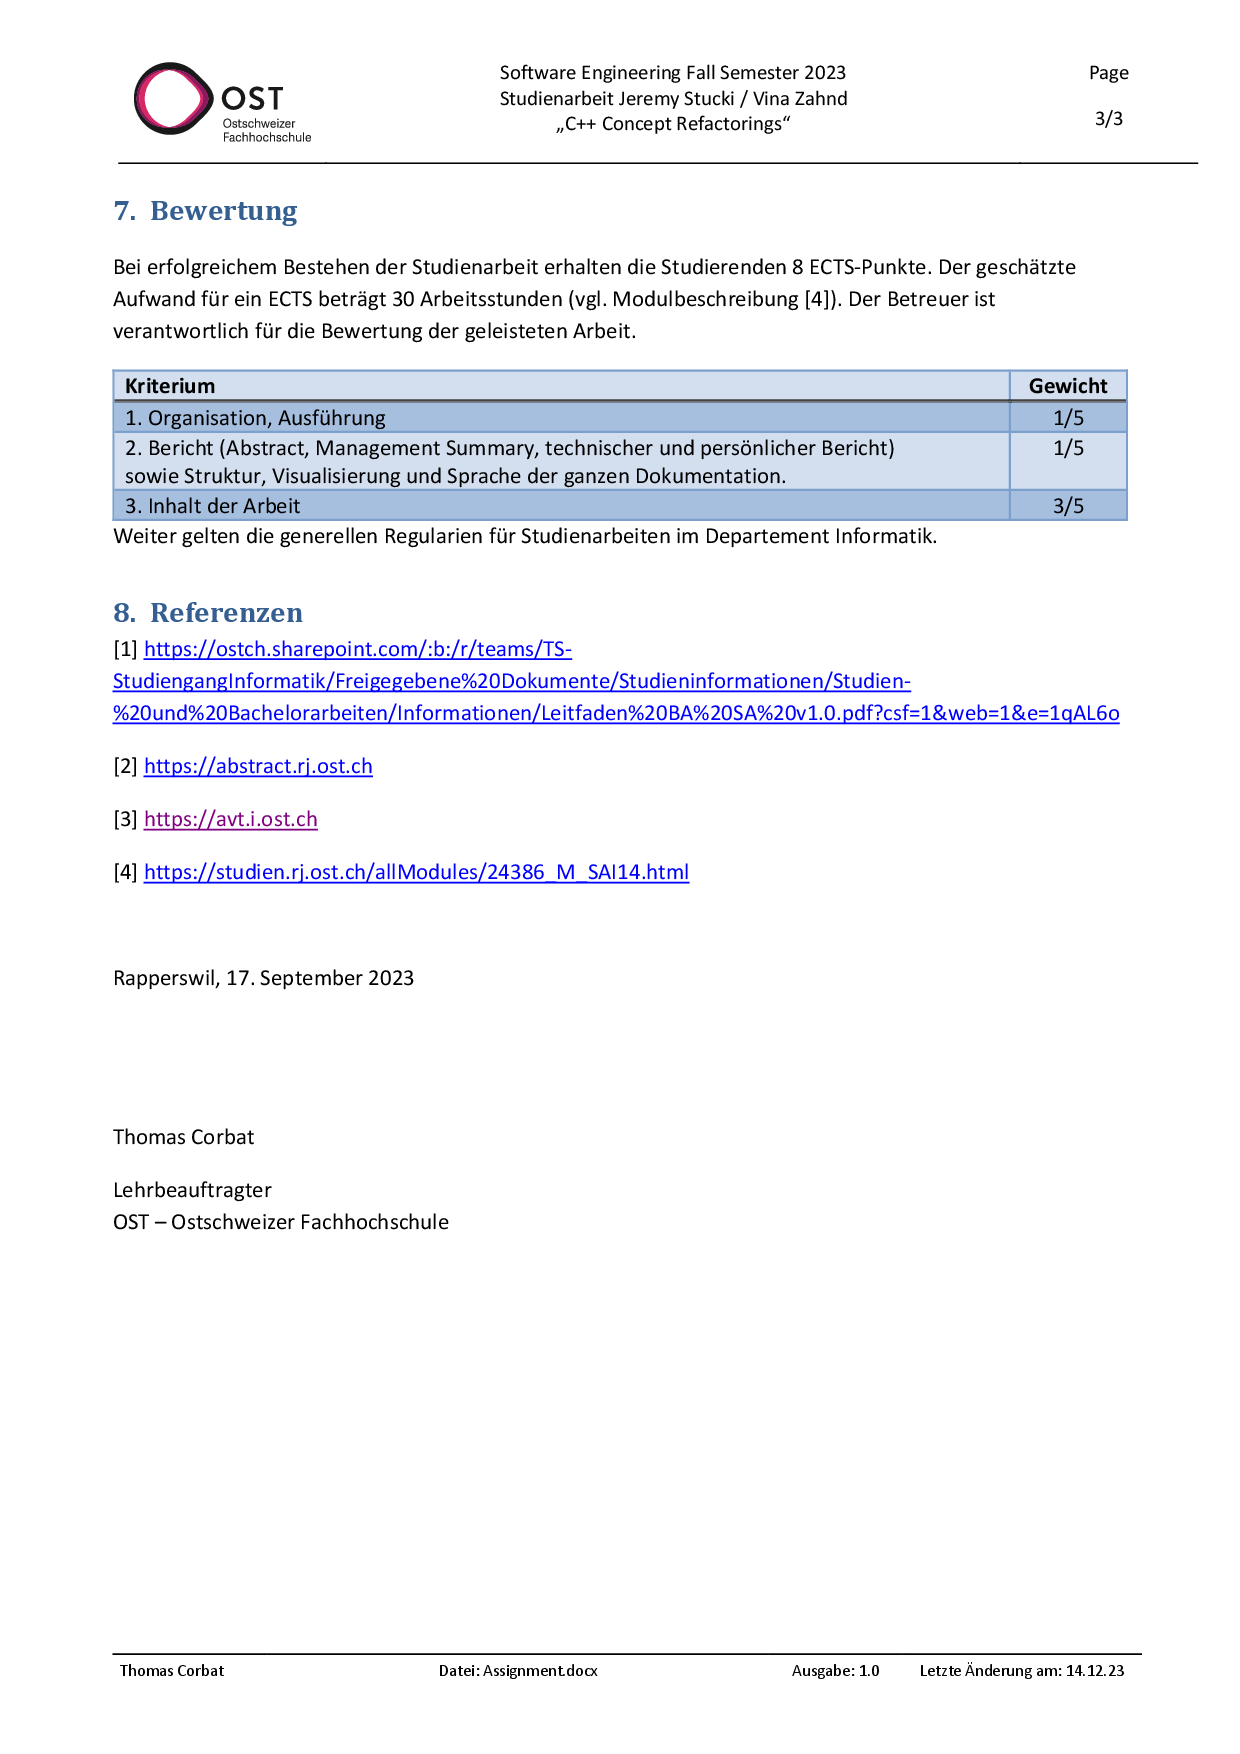 OST
Ostschweizer
Fachhochschule
Software Engineering Fall Semester 2023
Studienarbeit Jeremy Stucki / Vina Zahnd
„C++ Concept Refactorings“
Page
3/3
7. Bewertung
Bei erfolgreichem Bestehen der Studienarbeit erhalten die Studierenden 8 ECTS-Punkte. Der geschätzte
Aufwand für ein ECTS beträgt 30 Arbeitsstunden (vgl. Modulbeschreibung [4]). Der Betreuer ist
verantwortlich für die Bewertung der geleisteten Arbeit.
Kriterium Gewicht
1. Organisation, Ausführung 1/5
2. Bericht (Abstract, Management Summary, technischer und persönlicher Bericht) 1/5
sowie Struktur, Visualisierung und Sprache der ganzen Dokumentation.
3. Inhalt der Arbeit 3/5
Weiter gelten die generellen Regularien für Studienarbeiten im Departement Informatik.
8. Referenzen
[1] https://ostch.sharepoint.com/:b:/r/teams/TS-
StudiengangInformatik/Freigegebene%20Dokumente/Studieninformationen/Studien-
%20und%20Bachelorarbeiten/Informationen/Leitfaden%20BA%20SA%20v1.0.pdf?csf=1&web=1&e=1qAL6o
[2] https://abstract.rj.ost.ch
[3] https://avt.i.ost.ch
[4] https://studien.rj.ost.ch/allModules/24386_M_SAI14.html
Rapperswil, 17. September 2023
Thomas Corbat
Lehrbeauftragter
OST – Ostschweizer Fachhochschule
Thomas Corbat Datei: Assignment.docx Ausgabe: 1.0 Letzte Änderung am: 14.12.23